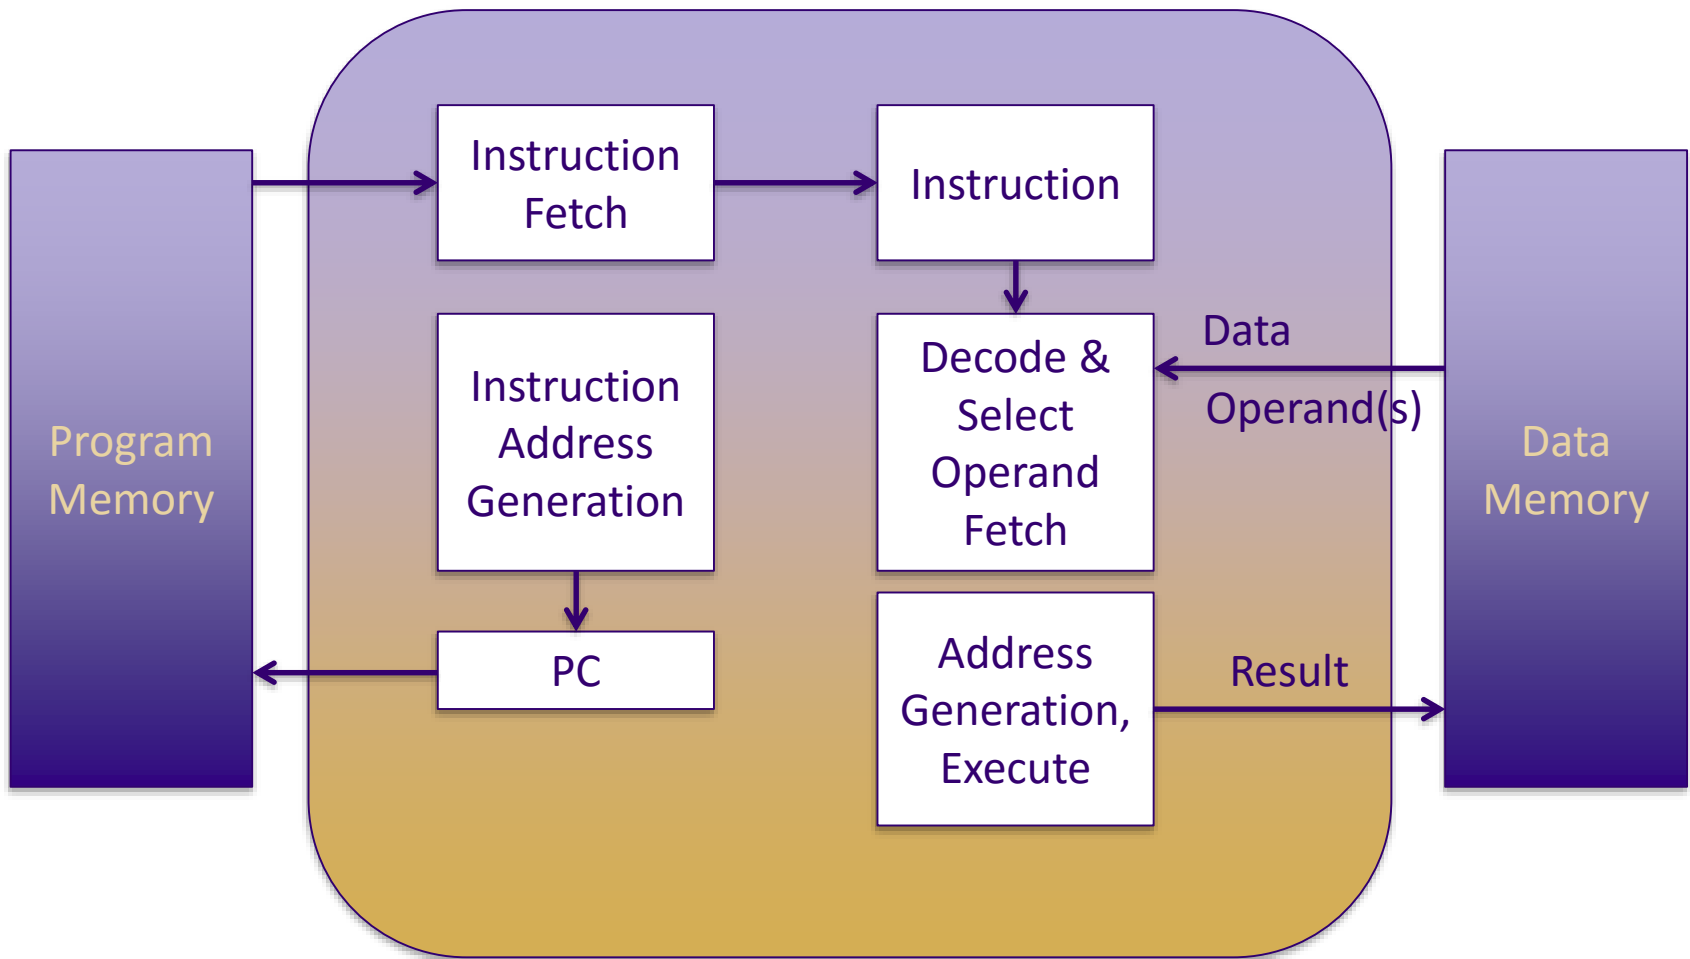 Program
Memory
Instruction
Fetch
Instruction
Instruction
Address
Generation
PC
Decode &
Select
Operand
Fetch
Data
Operand(s)
Address
Generation,
Execute
Result
Data
Memory